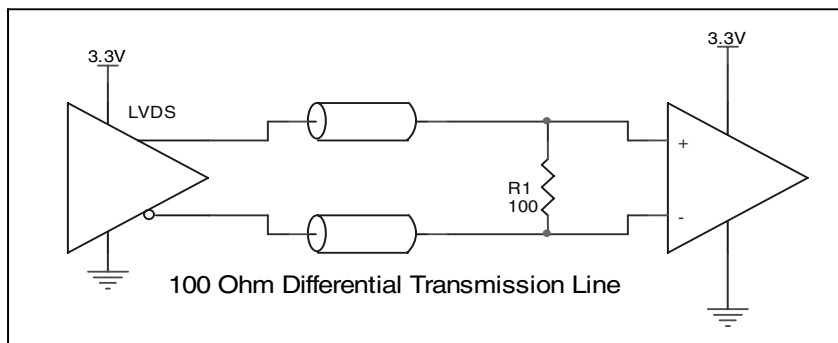 3.3V
3.3V
LVDS
+
R1
100
-
100 Ohm Differential Transmission Line